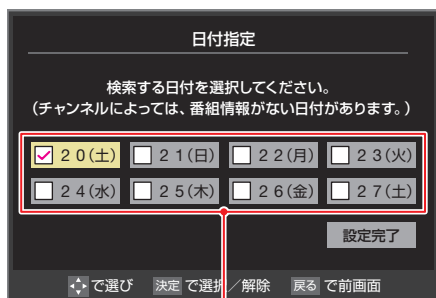 日付指定
検索する日付を選択してください。
（チャンネルによっては、番組情報がない日付があります。）
２０(土) ２１(日) ２２(月) ２３(火)
２４(水) ２５(木) ２６(金) ２７(土)
設定完了
で選び 決定 で選択／解除 戻る で前画面